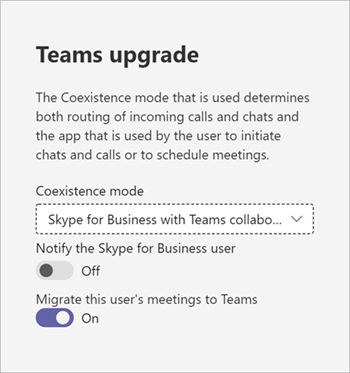 Teams upgrade
The Coexistence mode that is used determines
both routing of incoming calls and chats and
the app that is used by the user to initiate
chats and calls or to schedule meetings.
Coexistence mode
Skype for Business with Teams collabo...
Notify the Skype for Business user
Off
Migrate this user's meetings to Teams
On